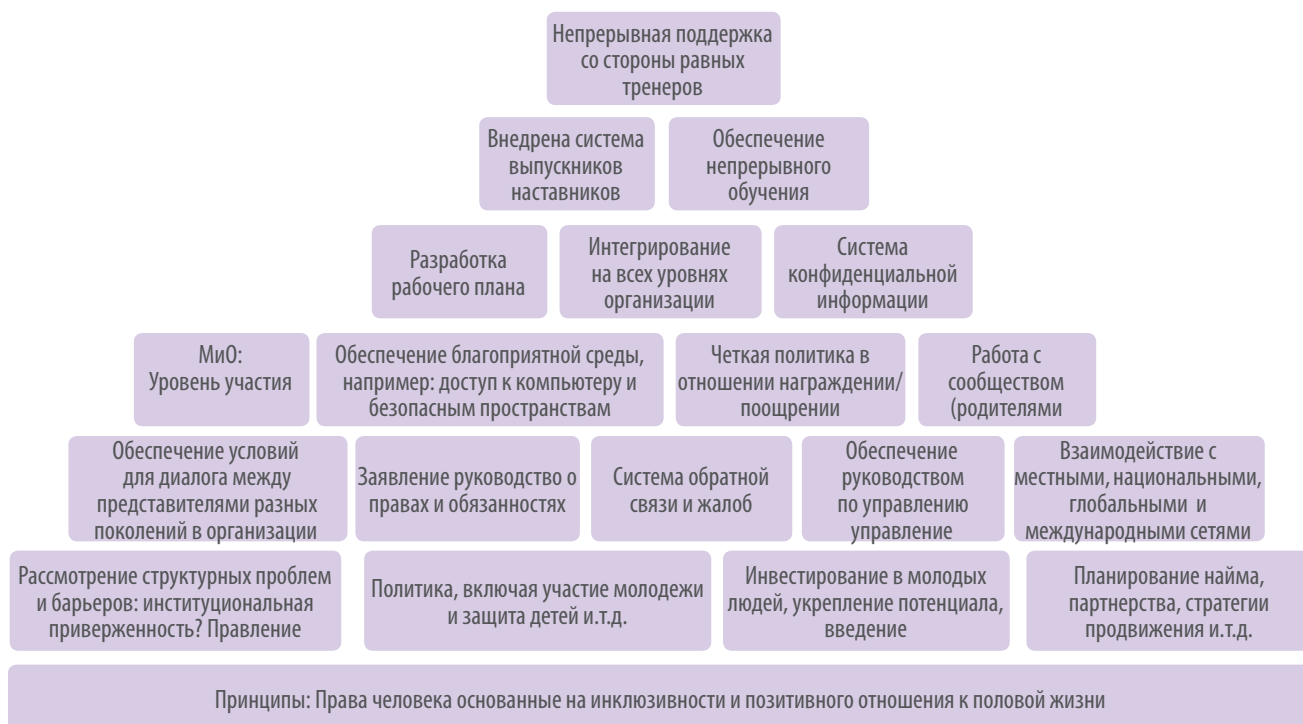 Непрерывная поддержка
со стороны равных
тренеров
Внедрена система
выпускников
наставников
Обеспечение
непрерывного
обучения
Разработка
рабочего плана
Интегрирование
на всех уровнях
организации
Система
конфиденциальной
информации
МиО:
Уровень участия
Обеспечение благоприятной среды,
например: доступ к компьютеру и
безопасным пространствам
Четкая политика в
отношении награждении/
поощрении
Работа с
сообществом
(родителями
Обеспечение условий
для диалога между
представителями разных
поколений в организации
Заявление руководство о
правах и обязанностях
Система обратной
связи и жалоб
Обеспечение
руководством
по управлению
управление
Взаимодействие с
местными, национальными,
глобальными и
международными сетями
Рассмотрение структурных проблем
и барьеров: институциональная
приверженность? Правление
Политика, включая участие молодежи
и защита детей и.т.д.
Инвестирование в молодых
людей, укрепление потенциала,
введение
Планирование найма,
партнерства, стратегии
продвижения и.т.д.
Принципы: Права человека основанные на инклюзивности и позитивного отношения к половой жизни